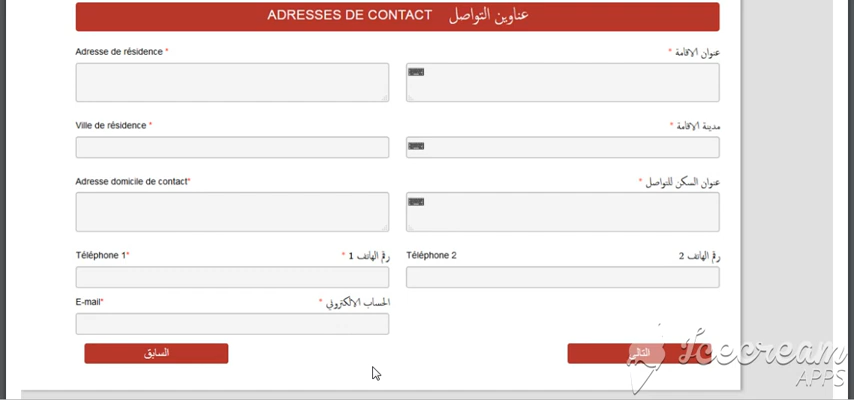 ADRESSES DE CONTACT عناوين التواصل
Adresse de résidence * عنوان الاقامة *
Ville de résidence * مدينة الاقامة *
Adresse domicile de contact* عنوان السكن للتواصل *
Téléphone 1* رقم الهاتف 1 * Téléphone 2 رقم الهاتف 2
E-mail* الحساب الالكتروني *
السابق التالي
Icecream
APPS